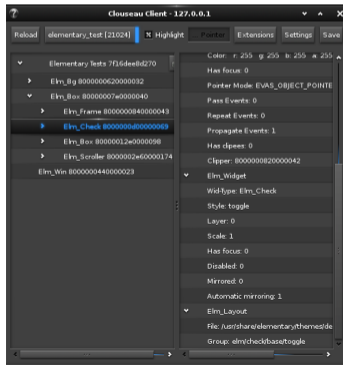 Clouseau Client - 127.0.0.1
Reload
elementary_test [21024]
Highlight
Pointer
Extensions
Settings
Save
Elementary Tests 7f16dee8d270
Elm_Bg 8000000620000032
Elm_Box 80000007e0000040
Elm_Frame 8000000840000043
Elm_Check 8000000d00000069
Elm_Box 80000012e0000098
Elm_Scroller 8000002e60000174
Elm_Win 8000000440000023
Color: r: 255 g: 255 b: 255 a: 255
Has focus: 0
Pointer Mode: EVAS_OBJECT_POINTE
Pass Events: 0
Repeat Events: 0
Propagate Events: 1
Has clipees: 0
Clipper: 8000000820000042
Elm_Widget
Wid-Type: Elm_Check
Style: toggle
Layer: 0
Scale: 1
Has focus: 0
Disabled: 0
Mirrored: 0
Automatic mirroring: 1
Elm_Layout
File: /usr/share/elementary/themes/de
Group: elm/check/base/toggle